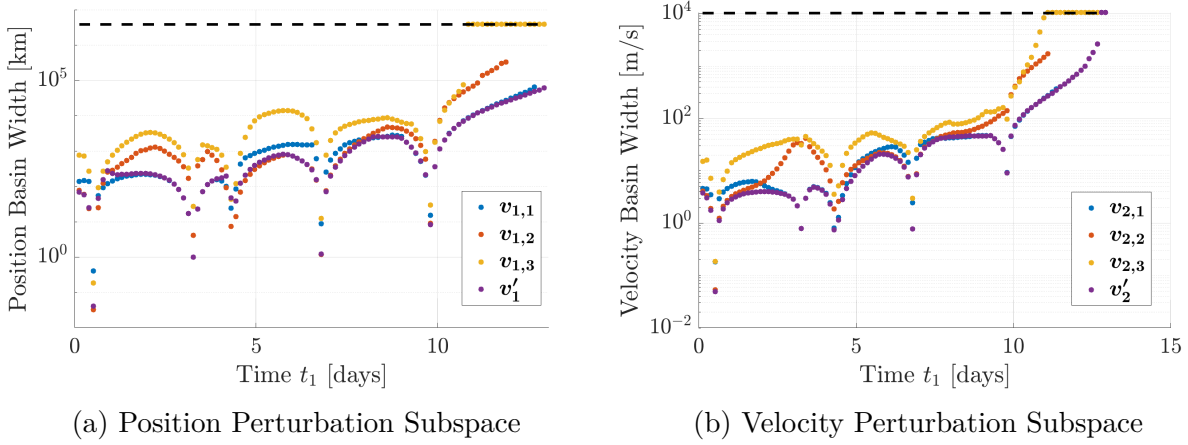 Position Basin Width [km]
10^5
10^0
0
5
10
Time t_1 [days]
v_{1,1}
v_{1,2}
v_{1,3}
v'_1
(a) Position Perturbation Subspace
Velocity Basin Width [m/s]
10^4
10^2
10^0
10^{-2}
0
5
10
15
Time t_1 [days]
v_{2,1}
v_{2,2}
v_{2,3}
v'_2
(b) Velocity Perturbation Subspace